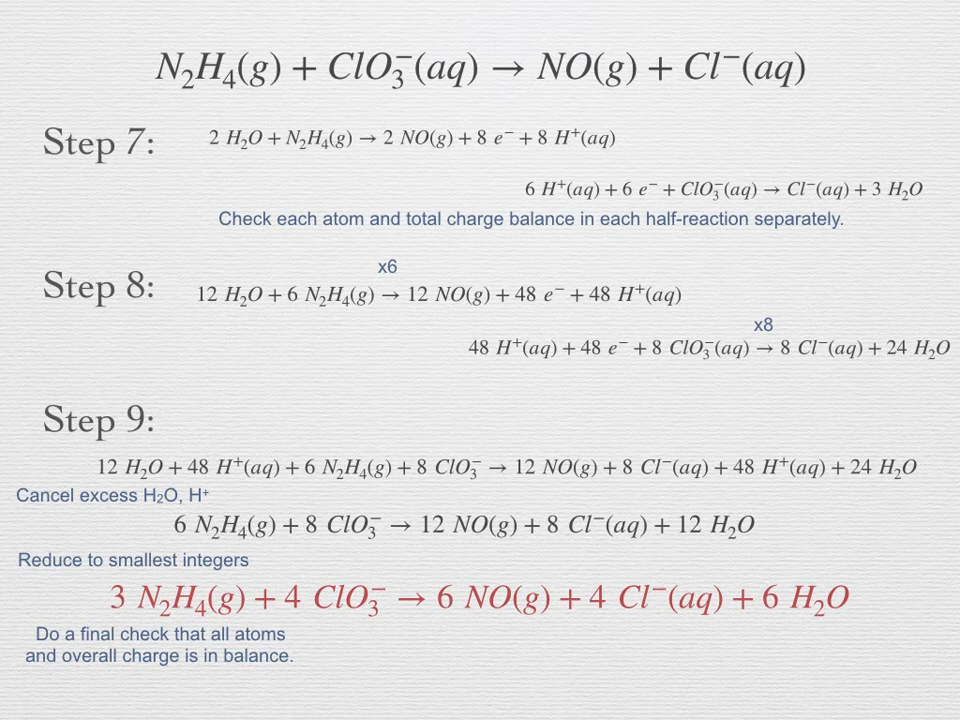 N₂H₄(g) + ClO₃⁻(aq) → NO(g) + Cl⁻(aq)
Step 7:
2 H₂O + N₂H₄(g) → 2 NO(g) + 8 e⁻ + 8 H⁺(aq)
6 H⁺(aq) + 6 e⁻ + ClO₃⁻(aq) → Cl⁻(aq) + 3 H₂O
Check each atom and total charge balance in each half-reaction separately.
Step 8:
x6
12 H₂O + 6 N₂H₄(g) → 12 NO(g) + 48 e⁻ + 48 H⁺(aq)
x8
48 H⁺(aq) + 48 e⁻ + 8 ClO₃⁻(aq) → 8 Cl⁻(aq) + 24 H₂O
Step 9:
12 H₂O + 48 H⁺(aq) + 6 N₂H₄(g) + 8 ClO₃⁻ → 12 NO(g) + 8 Cl⁻(aq) + 48 H⁺(aq) + 24 H₂O
Cancel excess H₂O, H⁺
6 N₂H₄(g) + 8 ClO₃⁻ → 12 NO(g) + 8 Cl⁻(aq) + 12 H₂O
Reduce to smallest integers
3 N₂H₄(g) + 4 ClO₃⁻ → 6 NO(g) + 4 Cl⁻(aq) + 6 H₂O
Do a final check that all atoms
and overall charge is in balance.